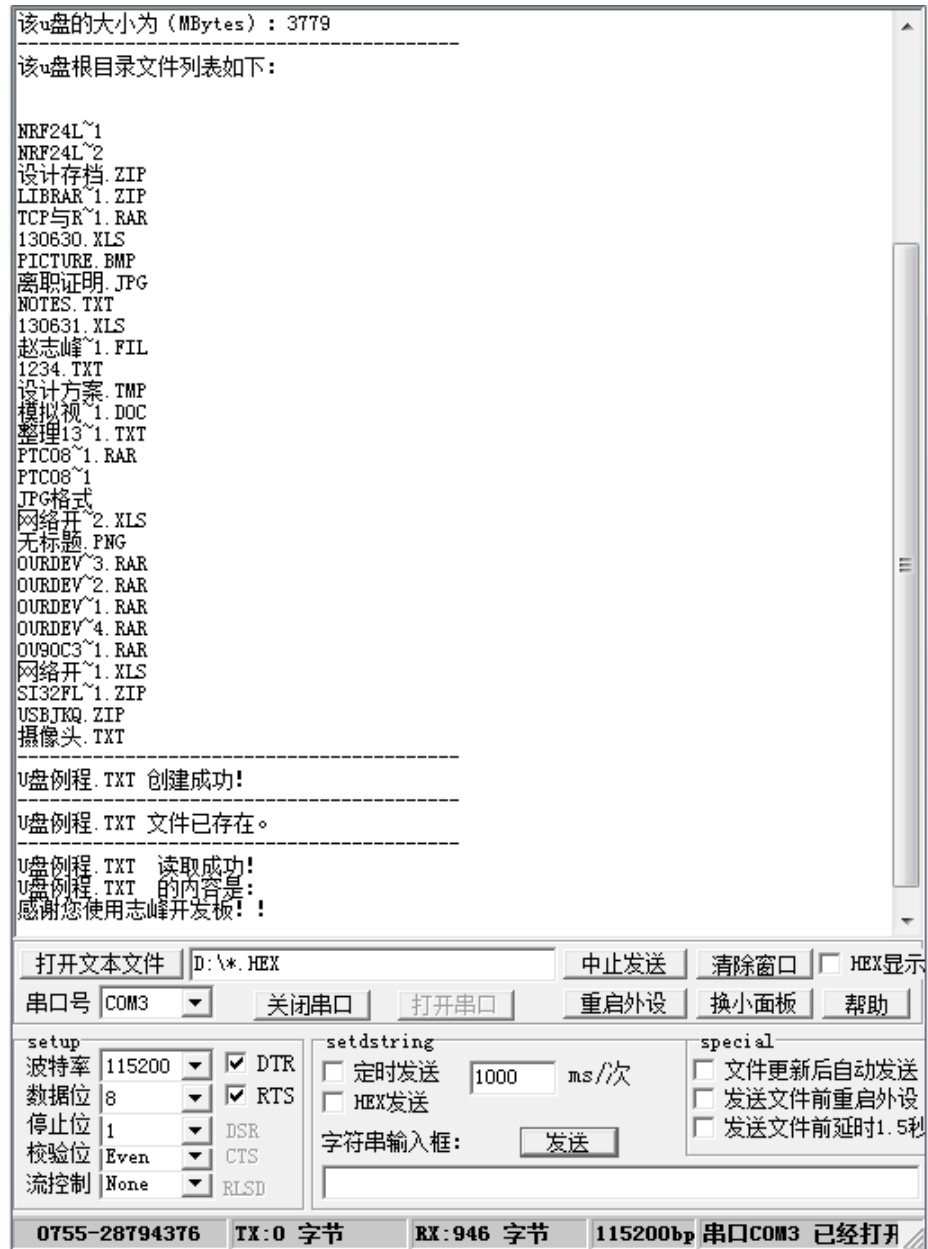 该u盘的大小为（MBytes）: 3779
-----------------------------------------
该u盘根目录文件列表如下:
NRF24L~1
NRF24L~2
设计存档.ZIP
LIBRAR~1.ZIP
TCP与R~1.RAR
130630.XLS
PICTURE.BMP
离职证明.JPG
NOTES.TXT
130631.XLS
赵志峰~1.FIL
1234.TXT
设计方案.TMP
模拟视~1.DOC
整理13~1.TXT
PTC08~1.RAR
PTC08~1
JPG格式
网络开~2.XLS
无标题.PNG
OURDEV~3.RAR
OURDEV~2.RAR
OURDEV~1.RAR
OURDEV~4.RAR
OU90C3~1.RAR
网络开~1.XLS
SI32FL~1.ZIP
USBJKQ.ZIP
摄像头.TXT
-----------------------------------------
U盘例程.TXT 创建成功!
-----------------------------------------
U盘例程.TXT 文件已存在。
-----------------------------------------
U盘例程.TXT 读取成功!
U盘例程.TXT 的内容是:
感谢您使用志峰开发板！!
打开文本文件 D:\*.HEX 中止发送 清除窗口 HEX显示
串口号 COM3 关闭串口 打开串口 重启外设 换小面板 帮助
setup setdstring special
波特率 115200 DTR 定时发送 1000 ms//次 文件更新后自动发送
数据位 8 RTS HEX发送 发送文件前重启外设
停止位 1 DSR 字符串输入框: 发送 发送文件前延时1.5秒
校验位 Even CTS
流控制 None RLSD
0755-28794376 TX:0 字节 RX:946 字节 115200bp 串口COM3 已经打开